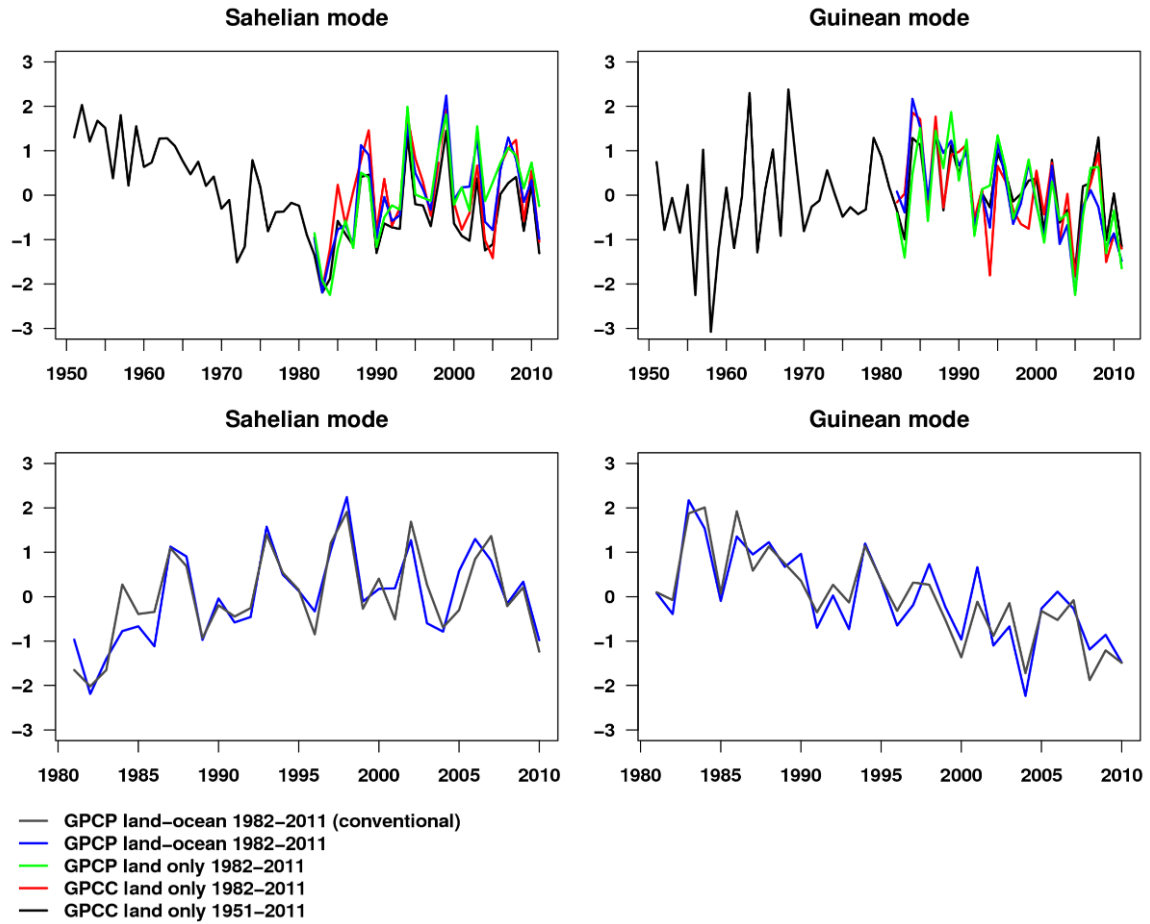 Sahelian mode
Guinean mode
3
2
1
0
−1
−2
−3
1950 1960 1970 1980 1990 2000 2010
3
2
1
0
−1
−2
−3
1950 1960 1970 1980 1990 2000 2010
Sahelian mode
Guinean mode
3
2
1
0
−1
−2
−3
1980 1985 1990 1995 2000 2005 2010
3
2
1
0
−1
−2
−3
1980 1985 1990 1995 2000 2005 2010
GPCP land−ocean 1982−2011 (conventional)
GPCP land−ocean 1982−2011
GPCP land only 1982−2011
GPCC land only 1982−2011
GPCC land only 1951−2011